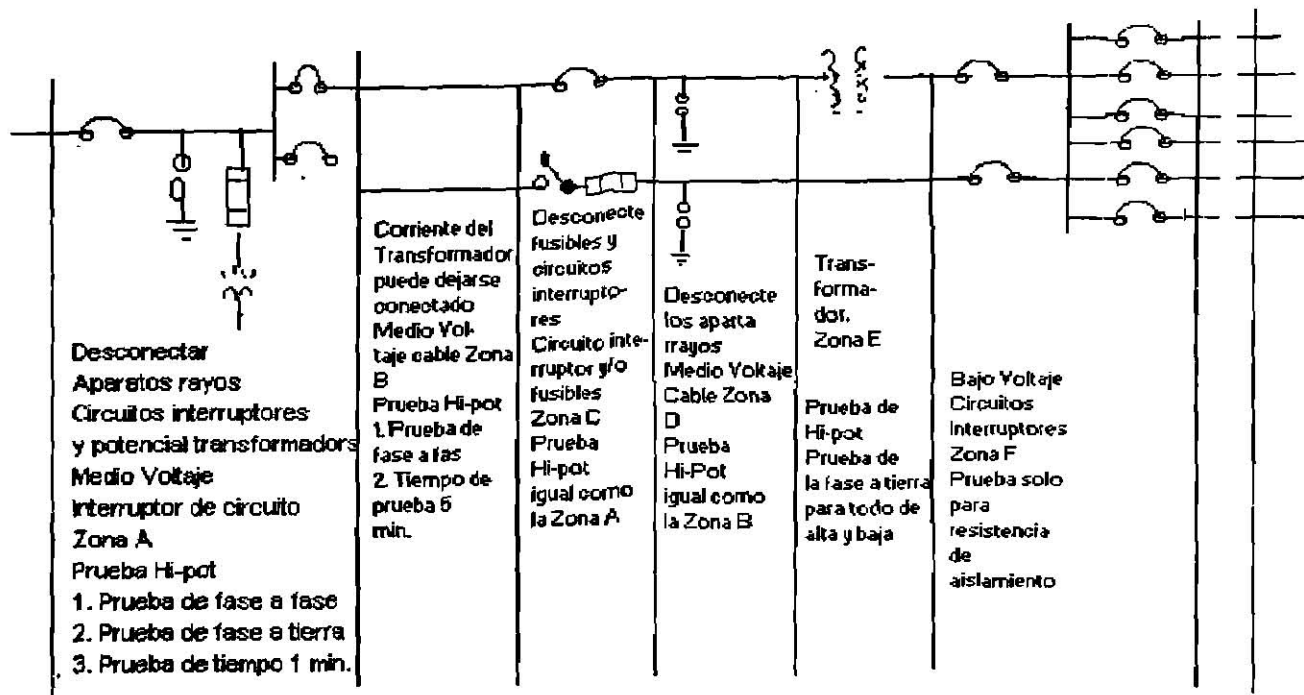 Desconectar
Aparatos rayos
Circuitos interruptores
y potencial transformadors
Medio Voltaje
Interruptor de circuito
Zona A
Prueba Hi-pot
1. Prueba de fase a fase
2. Prueba de fase a tierra
3. Prueba de tiempo 1 min.
Corriente del
Transformador
puede dejarse
conectado
Medio Vol-
taje cable Zona
B
Prueba Hi-pot
1. Prueba de
fase a fas
2. Tiempo de
prueba 5
min.
Desconecte
fusibles y
circuitos
interrupto-
res
Circuito inte-
rruptor y/o
fusibles
Zona C
Prueba
Hi-pot
igual como
la Zona A
Desconecte
los aparta
rrayos
Medio Voltaje
Cable Zona
D
Prueba
Hi-Pot
igual como
la Zona B
Trans-
forma-
dor.
Zona E
Prueba de
Hi-pot
Prueba de
la fase a tierra
para todo de
alta y baja
Bajo Voltaje
Circuitos
Interruptores
Zona F
Prueba solo
para
resistencia
de
aislamiento